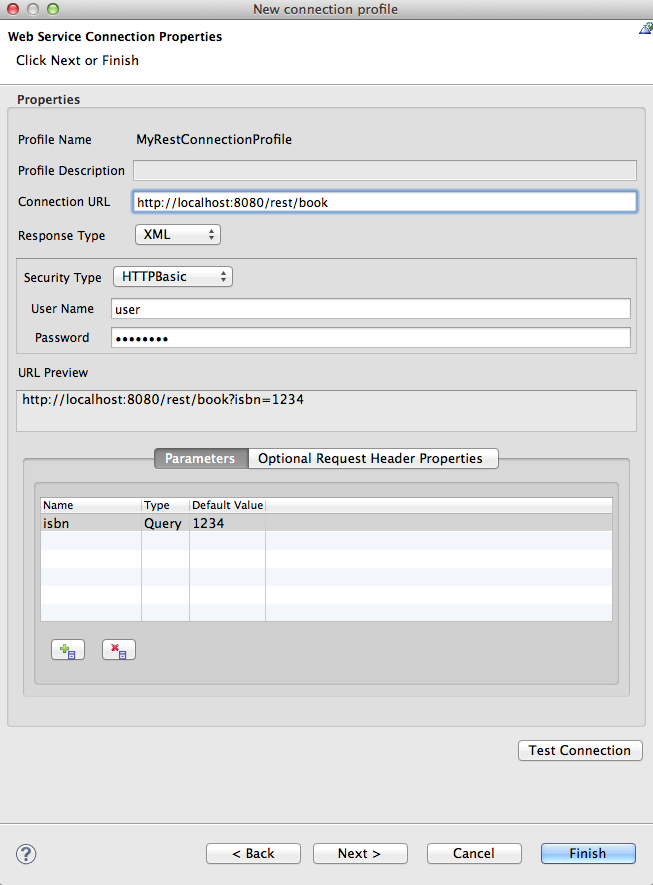 New connection profile
Web Service Connection Properties
Click Next or Finish
Properties
Profile Name MyRestConnectionProfile
Profile Description
Connection URL http://localhost:8080/rest/book
Response Type XML
Security Type HTTPBasic
User Name user
Password ••••••••
URL Preview
http://localhost:8080/rest/book?isbn=1234
Parameters Optional Request Header Properties
Name Type Default Value
isbn Query 1234
Test Connection
? < Back Next > Cancel Finish